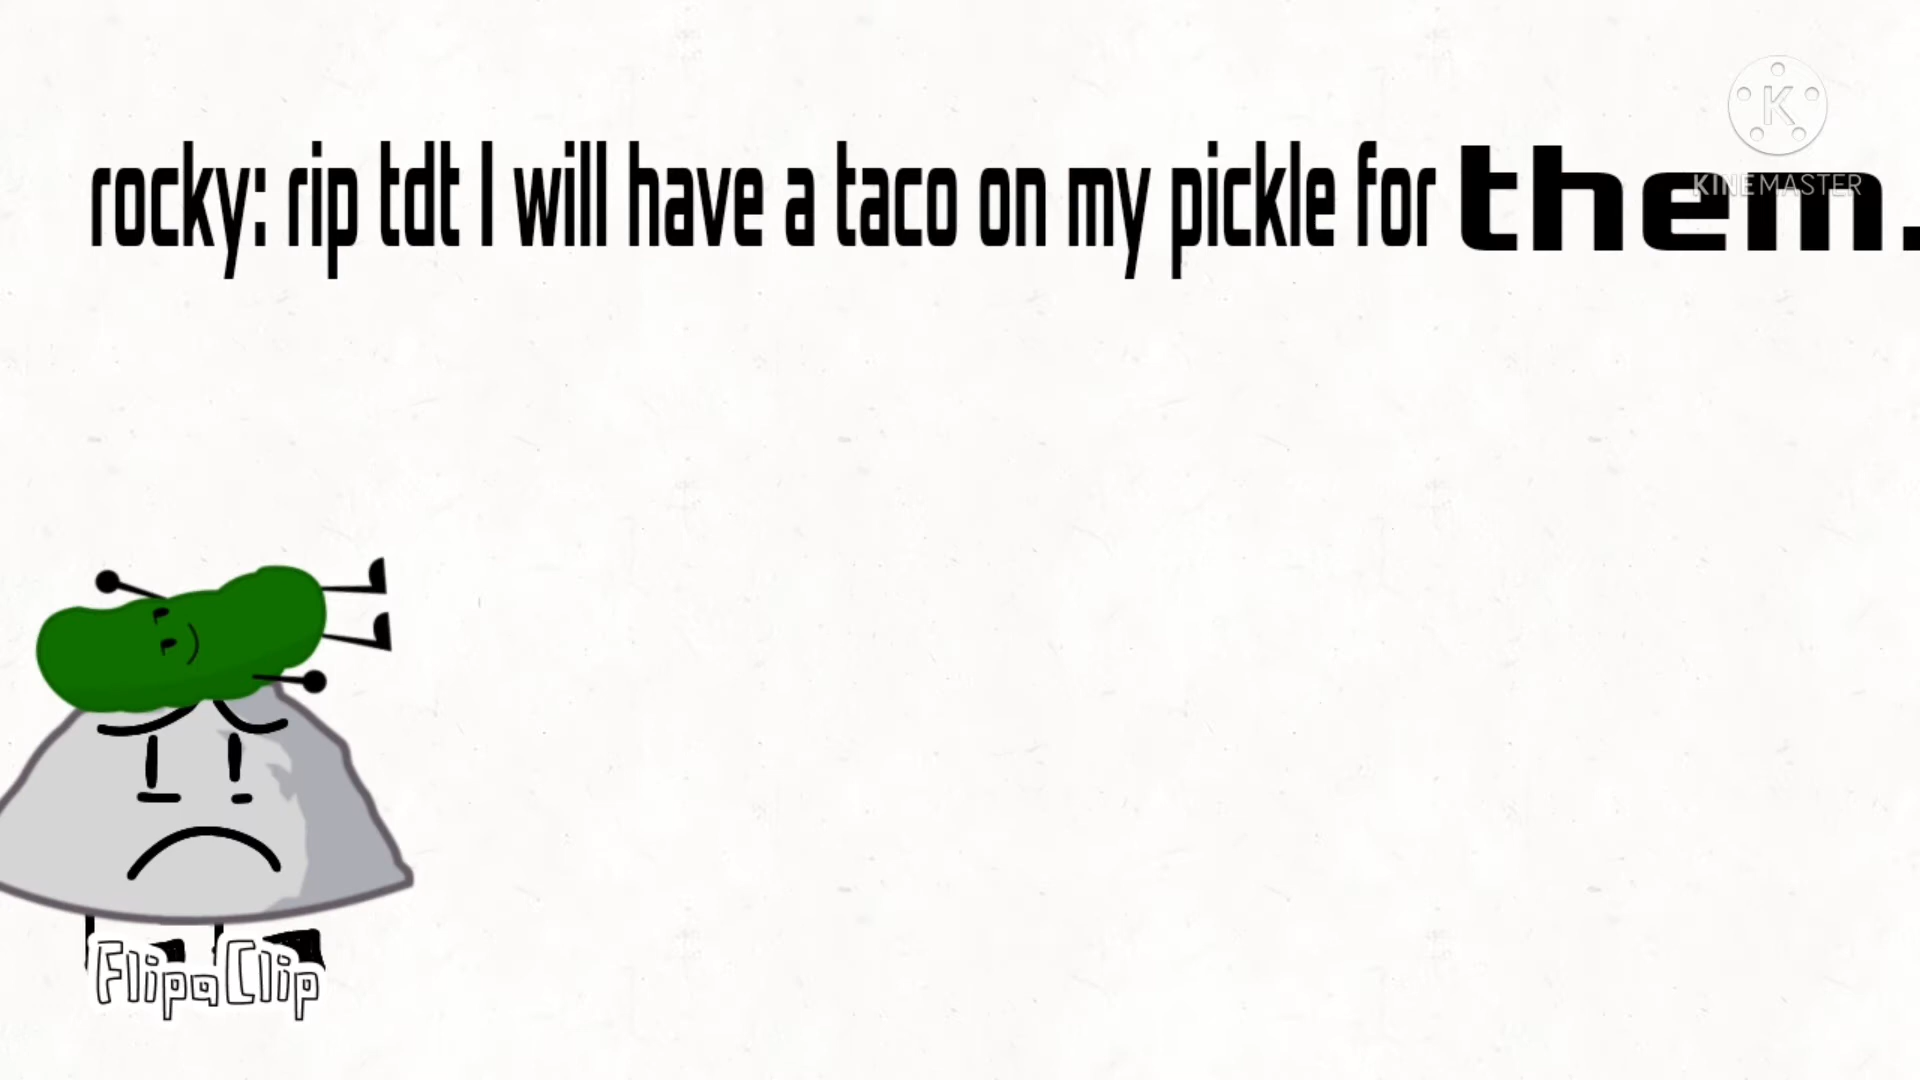 rocky: rip tdt I will have a taco on my pickle for them.
K
KINEMASTER
FlipaClip